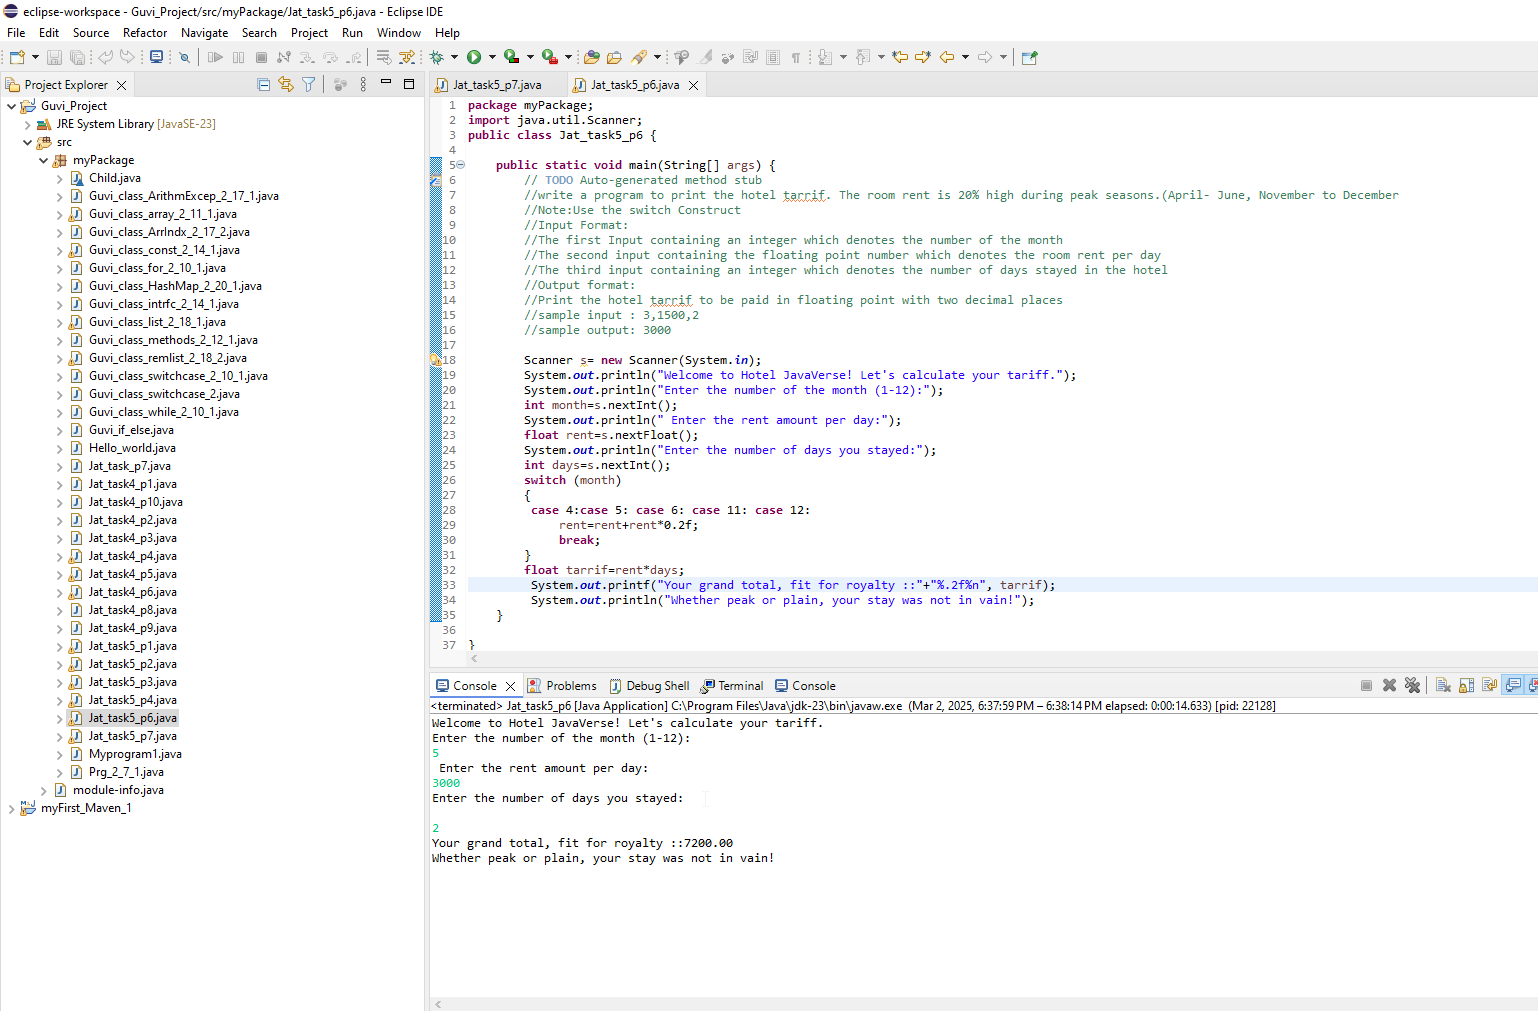 eclipse-workspace - Guvi_Project/src/myPackage/Jat_task5_p6.java - Eclipse IDE
File Edit Source Refactor Navigate Search Project Run Window Help
Project Explorer
Guvi_Project
JRE System Library [JavaSE-23]
src
myPackage
Child.java
Guvi_class_ArithmExcep_2_17_1.java
Guvi_class_array_2_11_1.java
Guvi_class_ArrIndx_2_17_2.java
Guvi_class_const_2_14_1.java
Guvi_class_for_2_10_1.java
Guvi_class_HashMap_2_20_1.java
Guvi_class_intrfc_2_14_1.java
Guvi_class_list_2_18_1.java
Guvi_class_methods_2_12_1.java
Guvi_class_remlist_2_18_2.java
Guvi_class_switchcase_2_10_1.java
Guvi_class_switchcase_2.java
Guvi_class_while_2_10_1.java
Guvi_if_else.java
Hello_world.java
Jat_task_p7.java
Jat_task4_p1.java
Jat_task4_p10.java
Jat_task4_p2.java
Jat_task4_p3.java
Jat_task4_p4.java
Jat_task4_p5.java
Jat_task4_p6.java
Jat_task4_p8.java
Jat_task4_p9.java
Jat_task5_p1.java
Jat_task5_p2.java
Jat_task5_p3.java
Jat_task5_p4.java
Jat_task5_p6.java
Jat_task5_p7.java
Myprogram1.java
Prg_2_7_1.java
module-info.java
myFirst_Maven_1
Jat_task5_p7.java Jat_task5_p6.java
1 package myPackage;
2 import java.util.Scanner;
3 public class Jat_task5_p6 {
4
5 public static void main(String[] args) {
6 // TODO Auto-generated method stub
7 //write a program to print the hotel tarrif. The room rent is 20% high during peak seasons.(April- June, November to December
8 //Note:Use the switch Construct
9 //Input Format:
10 //The first Input containing an integer which denotes the number of the month
11 //The second input containing the floating point number which denotes the room rent per day
12 //The third input containing an integer which denotes the number of days stayed in the hotel
13 //Output format:
14 //Print the hotel tarrif to be paid in floating point with two decimal places
15 //sample input : 3,1500,2
16 //sample output: 3000
17
18 Scanner s= new Scanner(System.in);
19 System.out.println("Welcome to Hotel JavaVerse! Let's calculate your tariff.");
20 System.out.println("Enter the number of the month (1-12):");
21 int month=s.nextInt();
22 System.out.println(" Enter the rent amount per day:");
23 float rent=s.nextFloat();
24 System.out.println("Enter the number of days you stayed:");
25 int days=s.nextInt();
26 switch (month)
27 {
28 case 4:case 5: case 6: case 11: case 12:
29 rent=rent+rent*0.2f;
30 break;
31 }
32 float tarrif=rent*days;
33 System.out.printf("Your grand total, fit for royalty ::"+"%.2f%n", tarrif);
34 System.out.println("Whether peak or plain, your stay was not in vain!");
35 }
36
37 }
Console Problems Debug Shell Terminal Console
<terminated> Jat_task5_p6 [Java Application] C:\Program Files\Java\jdk-23\bin\javaw.exe (Mar 2, 2025, 6:37:59 PM – 6:38:14 PM elapsed: 0:00:14.633) [pid: 22128]
Welcome to Hotel JavaVerse! Let's calculate your tariff.
Enter the number of the month (1-12):
5
Enter the rent amount per day:
3000
Enter the number of days you stayed:
2
Your grand total, fit for royalty ::7200.00
Whether peak or plain, your stay was not in vain!